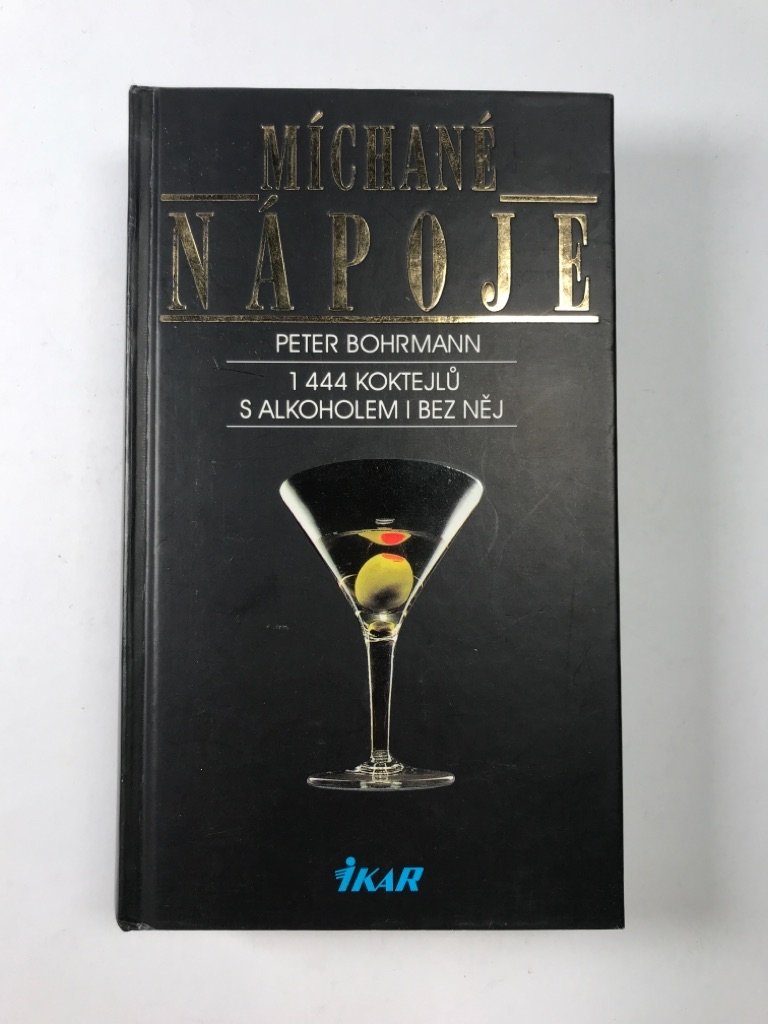 MÍCHANÉ
NÁPOJE
PETER BOHRMANN
1 444 KOKTEJLŮ
S ALKOHOLEM I BEZ NĚJ
IKAR